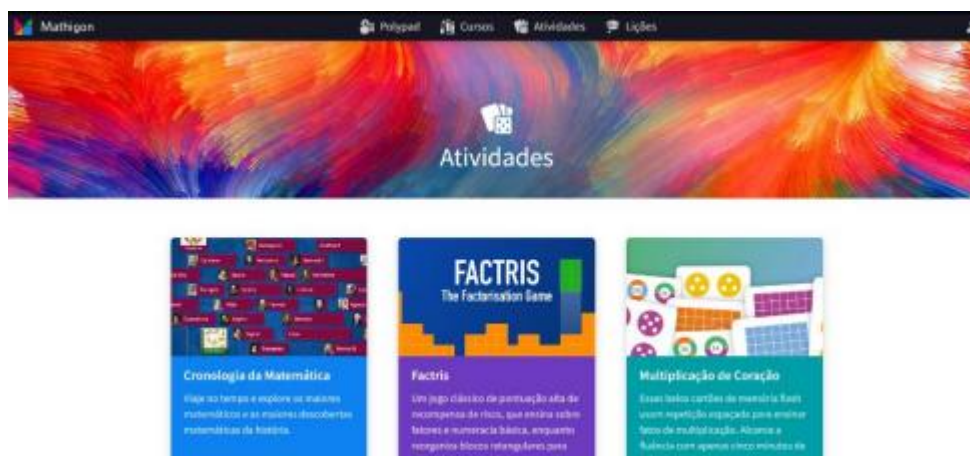 Mathigon
Polypad
Cursos
Atividades
Lições
Atividades
FACTRIS
The Factorisation Game
Cronologia da Matemática
Viaje no tempo e explore os maiores
matemáticos e as maiores descobertas
matemáticas da história.
Factris
Um jogo clássico de pontuação alta de
recompensa de riscos, que ensina sobre
fatores e numeracia básica, enquanto
reorganiza blocos retangulares para
Multiplicação de Coração
Esses belos cartões de memória flash
usam repetição espaçada para ensinar
fatos de multiplicação. Alcance a
fluência com apenas cinco minutos de